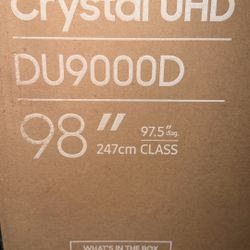 Crystal UHD
DU9000D
98" 97.5" diag.
247cm CLASS
WHAT'S IN THE BOX